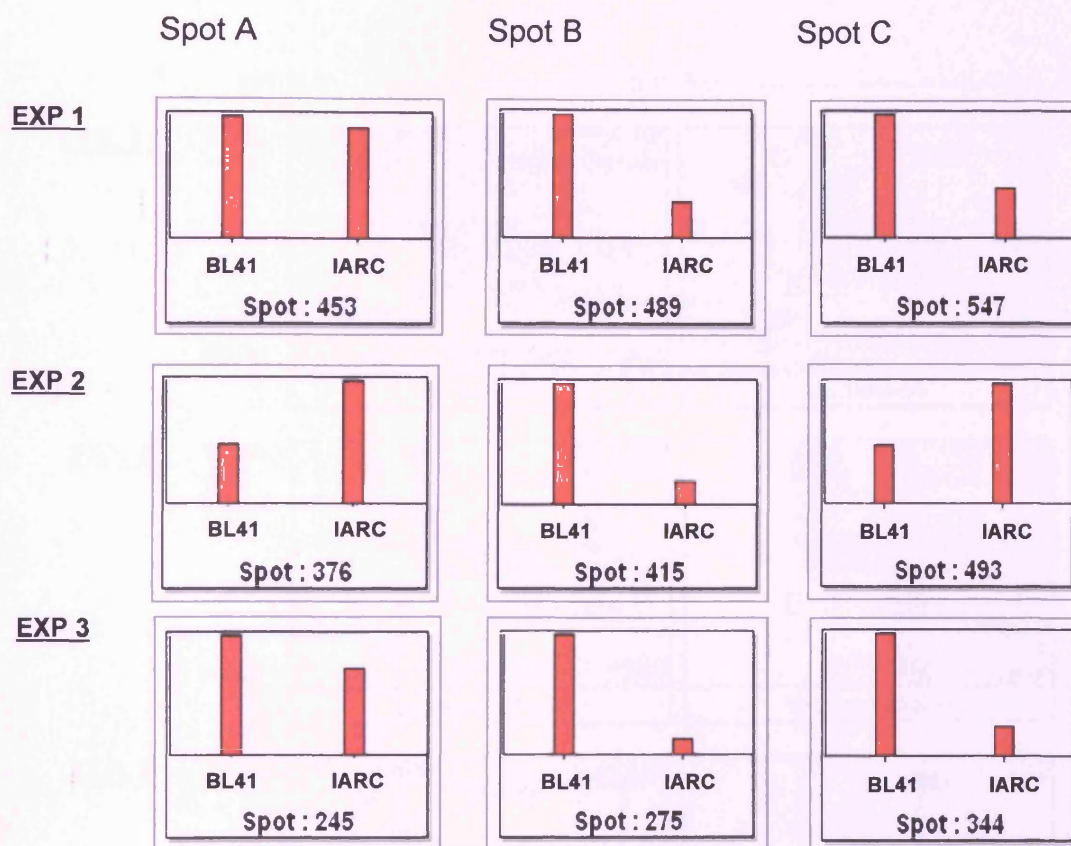 Spot A Spot B Spot C
EXP 1
BL41 IARC BL41 IARC BL41 IARC
Spot : 453 Spot : 489 Spot : 547
EXP 2
BL41 IARC BL41 IARC BL41 IARC
Spot : 376 Spot : 415 Spot : 493
EXP 3
BL41 IARC BL41 IARC BL41 IARC
Spot : 245 Spot : 275 Spot : 344